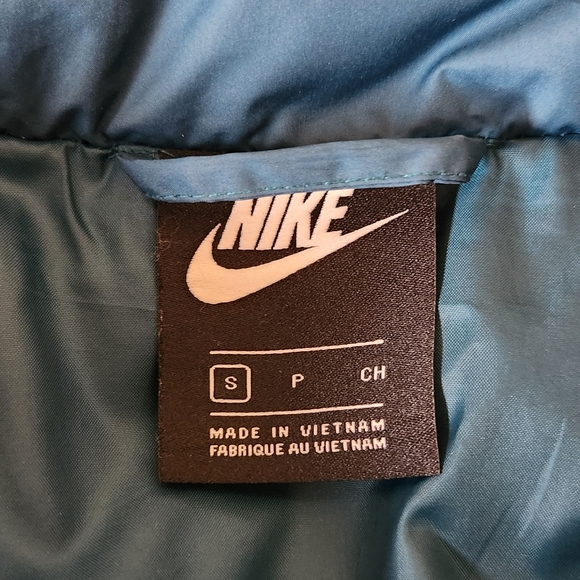 NIKE
S P CH
MADE IN VIETNAM
FABRIQUE AU VIETNAM